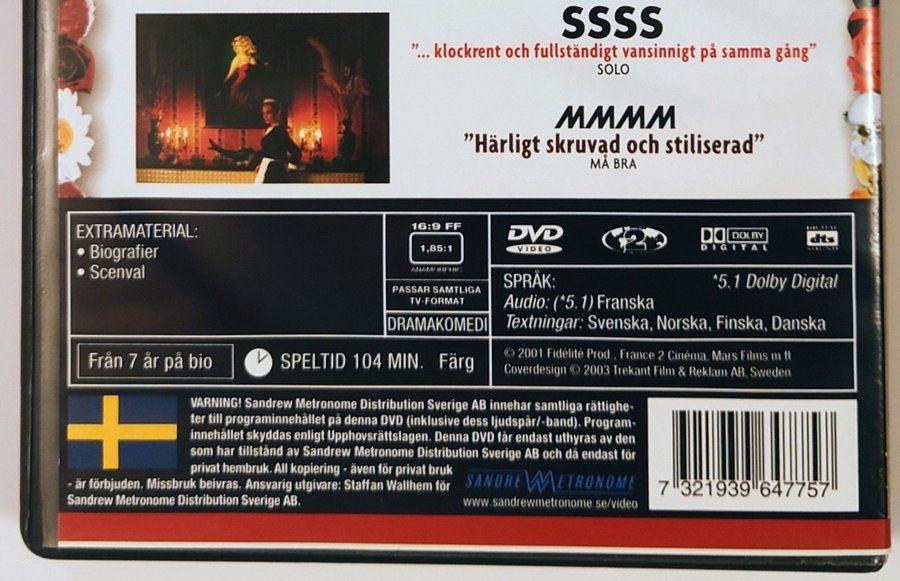 SSSS
"... klockrent och fullständigt vansinnigt på samma gång"
SOLO
MMMM
"Härligt skruvad och stiliserad"
MÅ BRA
EXTRAMATERIAL:
• Biografier
• Scenval
16:9 FF
1,85:1
ANAMORPHIC
PASSAR SAMTLIGA
TV-FORMAT
DRAMAKOMEDI
DVD
VIDEO
2
DOLBY
DIGITAL
DIGITAL
dts
SOUND
SPRÅK: *5.1 Dolby Digital
Audio: (*5.1) Franska
Textningar: Svenska, Norska, Finska, Danska
Från 7 år på bio
SPELTID 104 MIN. Färg
© 2001 Fidélité Prod., France 2 Cinéma, Mars Films m fl
Coverdesign © 2003 Trekant Film & Reklam AB, Sweden
VARNING! Sandrew Metronome Distribution Sverige AB innehar samtliga rättighe-
ter till programinnehållet på denna DVD (inklusive dess ljudspår/-band). Program-
innehållet skyddas enligt Upphovsrättslagen. Denna DVD får endast uthyras av den
som har tillstånd av Sandrew Metronome Distribution Sverige AB och då endast för
privat hembruk. All kopiering - även för privat bruk
- är förbjuden. Missbruk beivras. Ansvarig utgivare: Staffan Wallhem för
Sandrew Metronome Distribution Sverige AB.
SANDREW METRONOME
www.sandrewmetronome.se/video
7 321939 647757